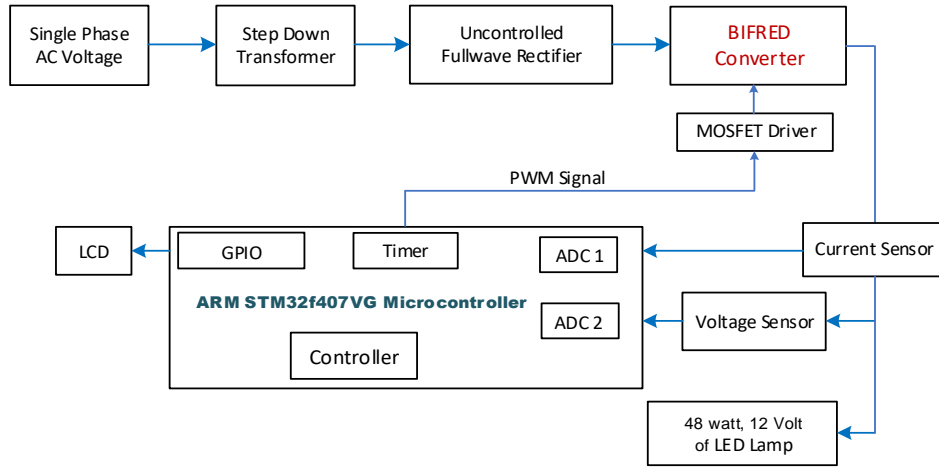 Single Phase
AC Voltage
Step Down
Transformer
Uncontrolled
Fullwave Rectifier
BIFRED
Converter
MOSFET Driver
PWM Signal
LCD
GPIO
Timer
ADC 1
Current Sensor
ARM STM32f407VG Microcontroller
ADC 2
Voltage Sensor
Controller
48 watt, 12 Volt
of LED Lamp